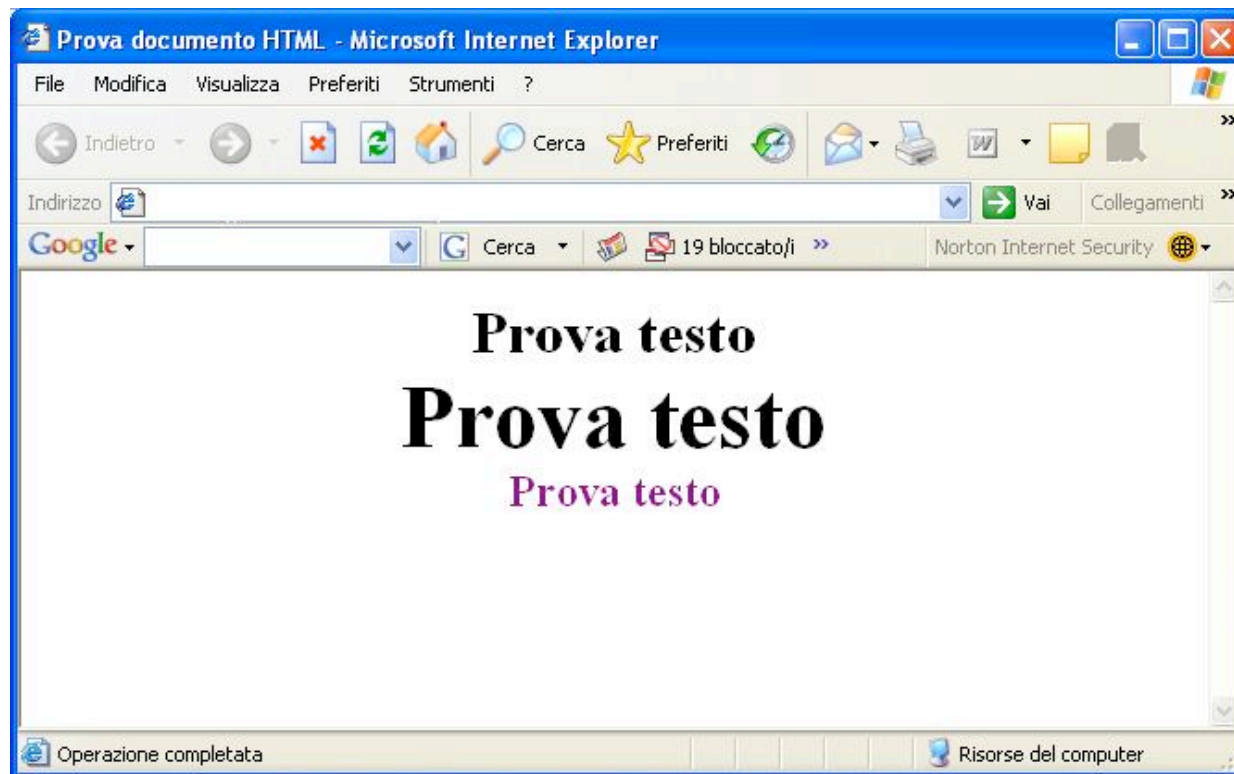 Prova documento HTML - Microsoft Internet Explorer
File Modifica Visualizza Preferiti Strumenti ?
Indietro Cerca Preferiti W »
Indirizzo Vai Collegamenti »
Google G Cerca 19 bloccato/i » Norton Internet Security
Prova testo
Prova testo
Prova testo
Operazione completata Risorse del computer